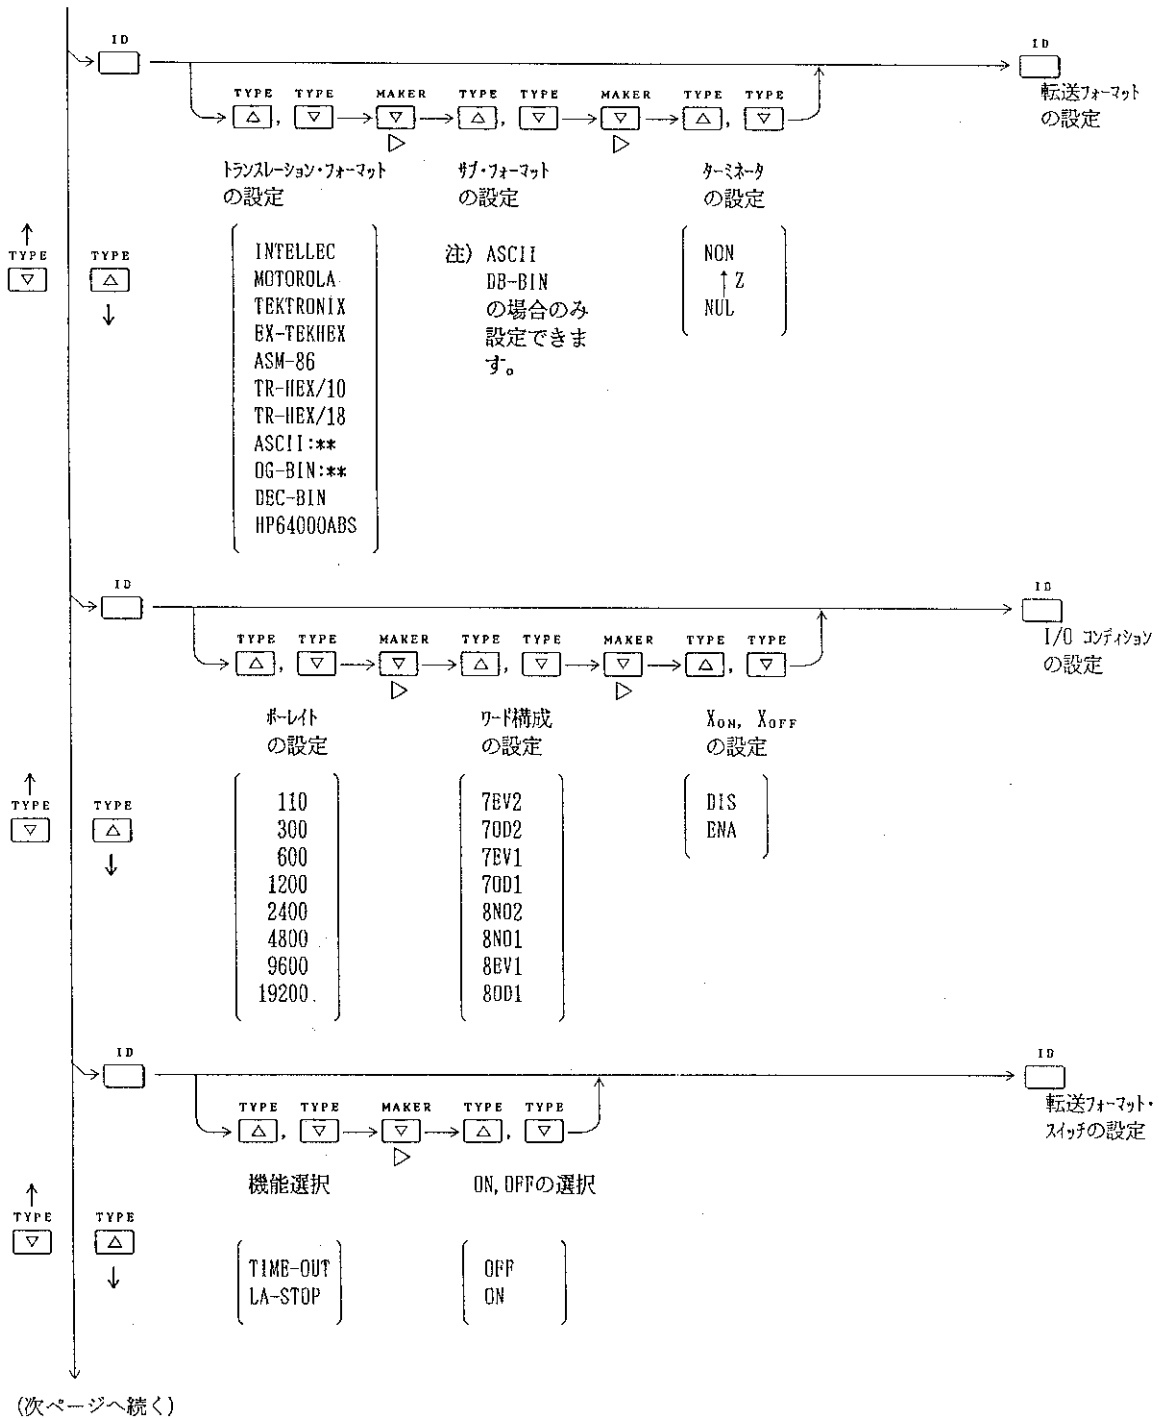 ID
ID
転送フォーマット
の設定
TYPE TYPE MAKER TYPE TYPE MAKER TYPE TYPE
△, ▽ ▽ △, ▽ ▽ △, ▽
トランスレーション・フォーマット
の設定
INTELLEC
MOTOROLA
TEKTRONIX
EX-TEKHEX
ASM-86
TR-HEX/10
TR-HEX/18
ASCII:**
DG-BIN:**
DEC-BIN
HP64000ABS
サブ・フォーマット
の設定
注) ASCII
DB-BIN
の場合のみ
設定できま
す。
ターミネータ
の設定
NON
↑Z
NUL
TYPE TYPE
▽ △
ID
ID
I/O コンディション
の設定
TYPE TYPE MAKER TYPE TYPE MAKER TYPE TYPE
△, ▽ ▽ △, ▽ ▽ △, ▽
ボーレイト
の設定
110
300
600
1200
2400
4800
9600
19200
ワード構成
の設定
7EV2
7OD2
7EV1
7OD1
8NO2
8NO1
8EV1
8OD1
XON, XOFF
の設定
DIS
ENA
TYPE TYPE
▽ △
ID
ID
転送フォーマット・
スイッチの設定
TYPE TYPE MAKER TYPE TYPE
△, ▽ ▽ △, ▽
機能選択
TIME-OUT
LA-STOP
ON,OFFの選択
OFF
ON
TYPE TYPE
▽ △
(次ページへ続く)